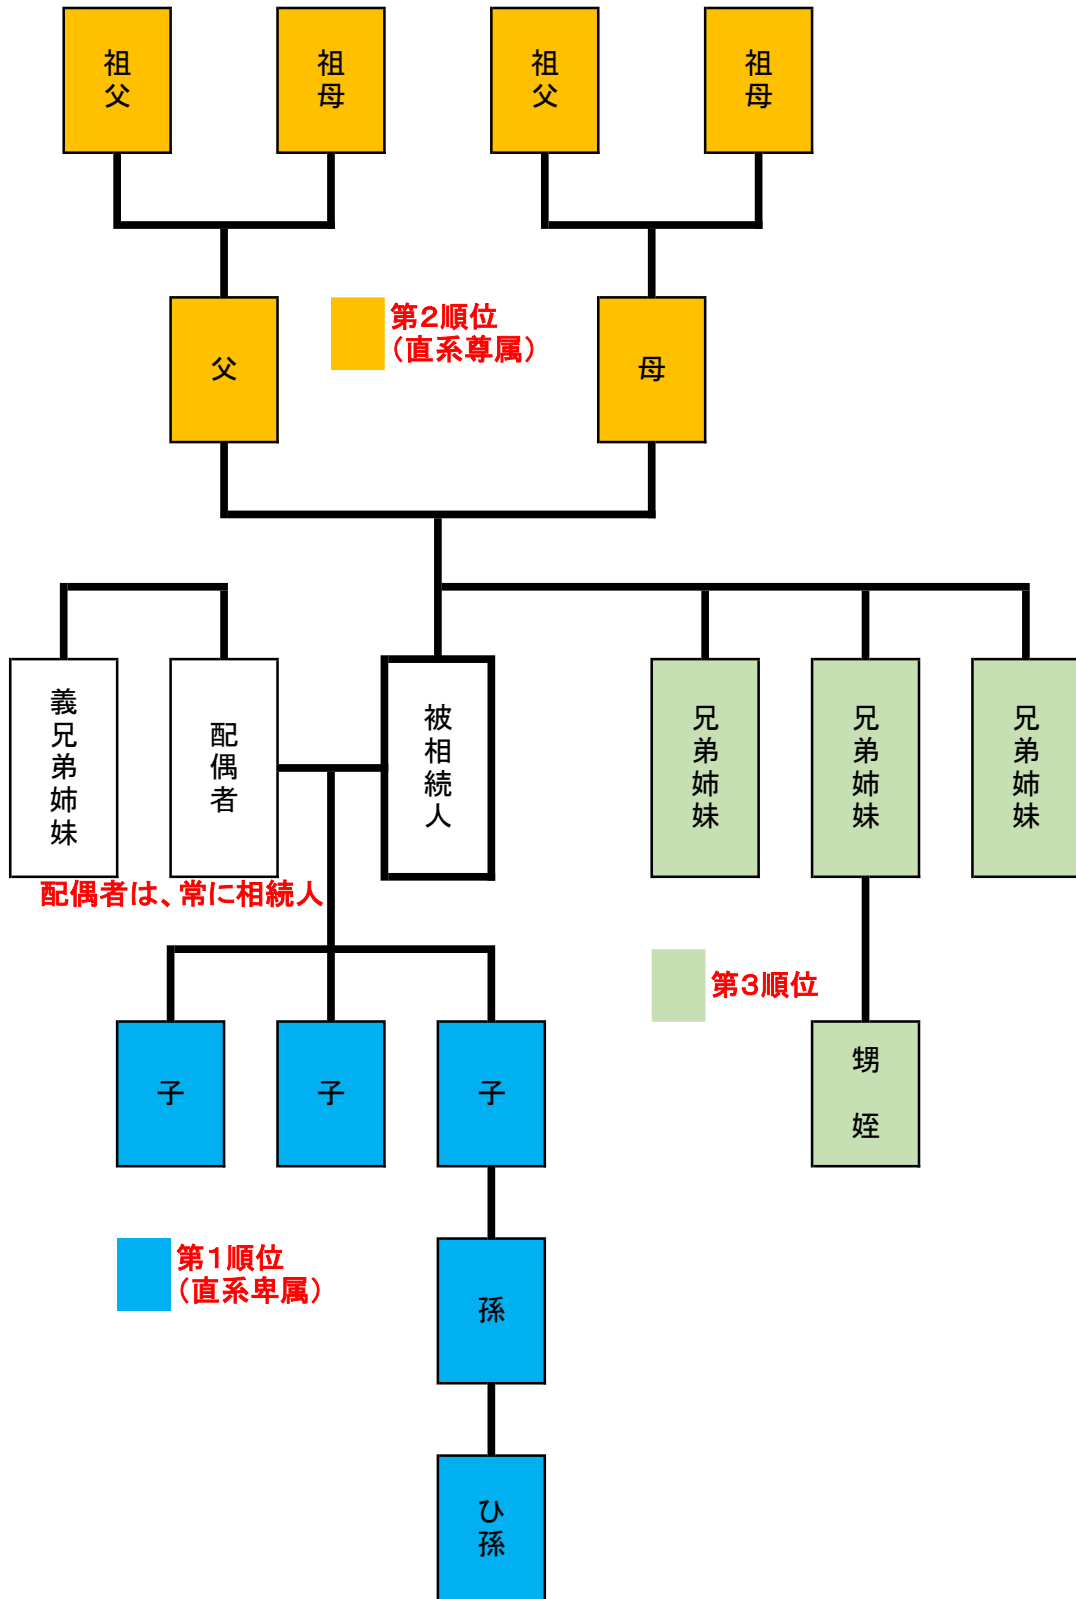 祖父
祖母
祖父
祖母
父
第2順位
（直系尊属）
母
義兄弟姉妹
配偶者
被相続人
兄弟姉妹
兄弟姉妹
兄弟姉妹
配偶者は、常に相続人
第3順位
子
子
子
甥 姪
第1順位
（直系卑属）
孫
ひ孫